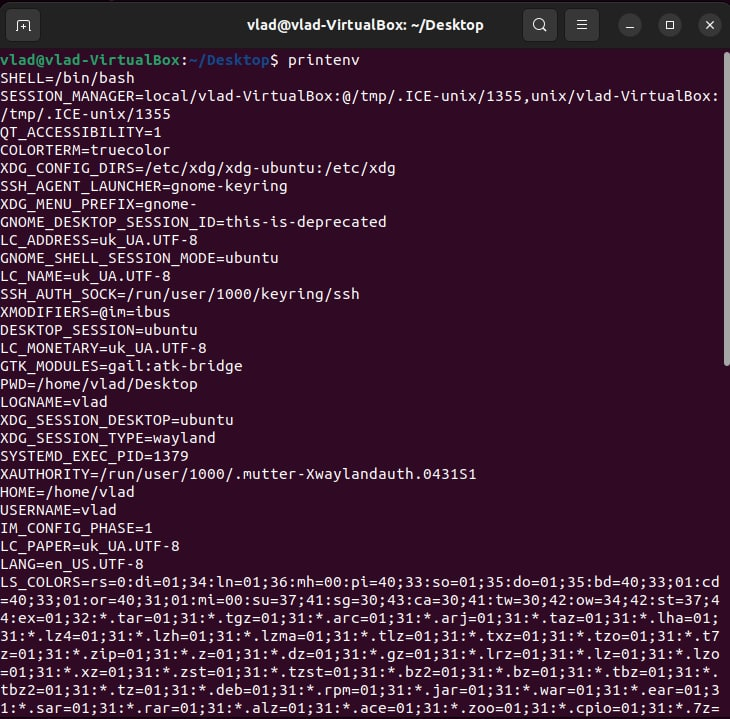 vlad@vlad-VirtualBox: ~/Desktop
vlad@vlad-VirtualBox:~/Desktop$ printenv
SHELL=/bin/bash
SESSION_MANAGER=local/vlad-VirtualBox:@/tmp/.ICE-unix/1355,unix/vlad-VirtualBox:
/tmp/.ICE-unix/1355
QT_ACCESSIBILITY=1
COLORTERM=truecolor
XDG_CONFIG_DIRS=/etc/xdg/xdg-ubuntu:/etc/xdg
SSH_AGENT_LAUNCHER=gnome-keyring
XDG_MENU_PREFIX=gnome-
GNOME_DESKTOP_SESSION_ID=this-is-deprecated
LC_ADDRESS=uk_UA.UTF-8
GNOME_SHELL_SESSION_MODE=ubuntu
LC_NAME=uk_UA.UTF-8
SSH_AUTH_SOCK=/run/user/1000/keyring/ssh
XMODIFIERS=@im=ibus
DESKTOP_SESSION=ubuntu
LC_MONETARY=uk_UA.UTF-8
GTK_MODULES=gail:atk-bridge
PWD=/home/vlad/Desktop
LOGNAME=vlad
XDG_SESSION_DESKTOP=ubuntu
XDG_SESSION_TYPE=wayland
SYSTEMD_EXEC_PID=1379
XAUTHORITY=/run/user/1000/.mutter-Xwaylandauth.0431S1
HOME=/home/vlad
USERNAME=vlad
IM_CONFIG_PHASE=1
LC_PAPER=uk_UA.UTF-8
LANG=en_US.UTF-8
LS_COLORS=rs=0:di=01;34:ln=01;36:mh=00:pi=40;33:so=01;35:do=01;35:bd=40;33;01:cd
=40;33;01:or=40;31;01:mi=00:su=37;41:sg=30;43:ca=30;41:tw=30;42:ow=34;42:st=37;4
4:ex=01;32:*.tar=01;31:*.tgz=01;31:*.arc=01;31:*.arj=01;31:*.taz=01;31:*.lha=01;
31:*.lz4=01;31:*.lzh=01;31:*.lzma=01;31:*.tlz=01;31:*.txz=01;31:*.tzo=01;31:*.t7
z=01;31:*.zip=01;31:*.z=01;31:*.dz=01;31:*.gz=01;31:*.lrz=01;31:*.lz=01;31:*.lzo
=01;31:*.xz=01;31:*.zst=01;31:*.tzst=01;31:*.bz2=01;31:*.bz=01;31:*.tbz=01;31:*.
tbz2=01;31:*.tz=01;31:*.deb=01;31:*.rpm=01;31:*.jar=01;31:*.war=01;31:*.ear=01;3
1:*.sar=01;31:*.rar=01;31:*.alz=01;31:*.ace=01;31:*.zoo=01;31:*.cpio=01;31:*.7z=